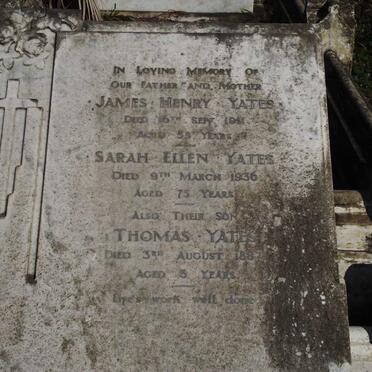 In Loving Memory Of
Our Father and Mother
James Henry Yates
Died 16th Sept.
Aged 58 Years
Sarah Ellen Yates
Died 9th March 1936
Aged 75 Years
Also Their Son
Thomas Yates
Died 3rd August
Aged Years
Life's work well done